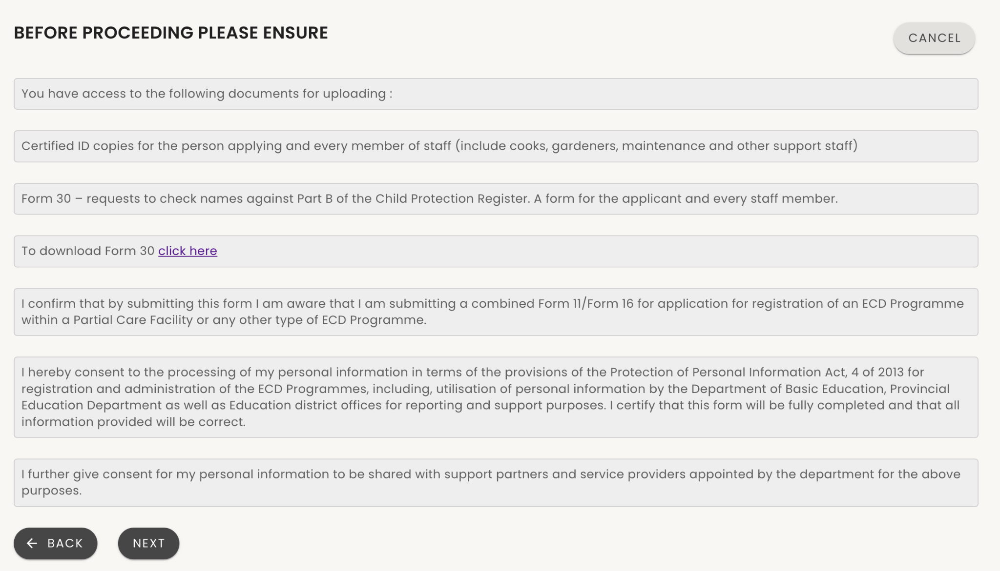 BEFORE PROCEEDING PLEASE ENSURE
CANCEL
You have access to the following documents for uploading :
Certified ID copies for the person applying and every member of staff (include cooks, gardeners, maintenance and other support staff)
Form 30 – requests to check names against Part B of the Child Protection Register. A form for the applicant and every staff member.
To download Form 30 click here
I confirm that by submitting this form I am aware that I am submitting a combined Form 11/Form 16 for application for registration of an ECD Programme
within a Partial Care Facility or any other type of ECD Programme.
I hereby consent to the processing of my personal information in terms of the provisions of the Protection of Personal Information Act, 4 of 2013 for
registration and administration of the ECD Programmes, including, utilisation of personal information by the Department of Basic Education, Provincial
Education Department as well as Education district offices for reporting and support purposes. I certify that this form will be fully completed and that all
information provided will be correct.
I further give consent for my personal information to be shared with support partners and service providers appointed by the department for the above
purposes.
BACK
NEXT